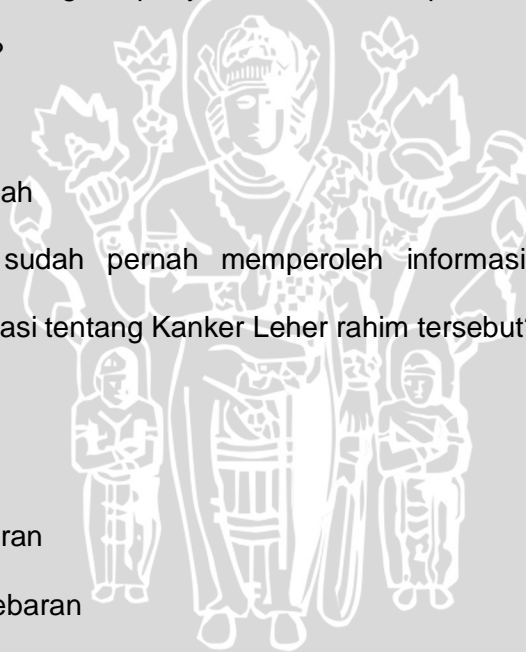 ah
sudah pernah memperoleh informasi
asi tentang Kanker Leher rahim tersebut
ran
ebaran